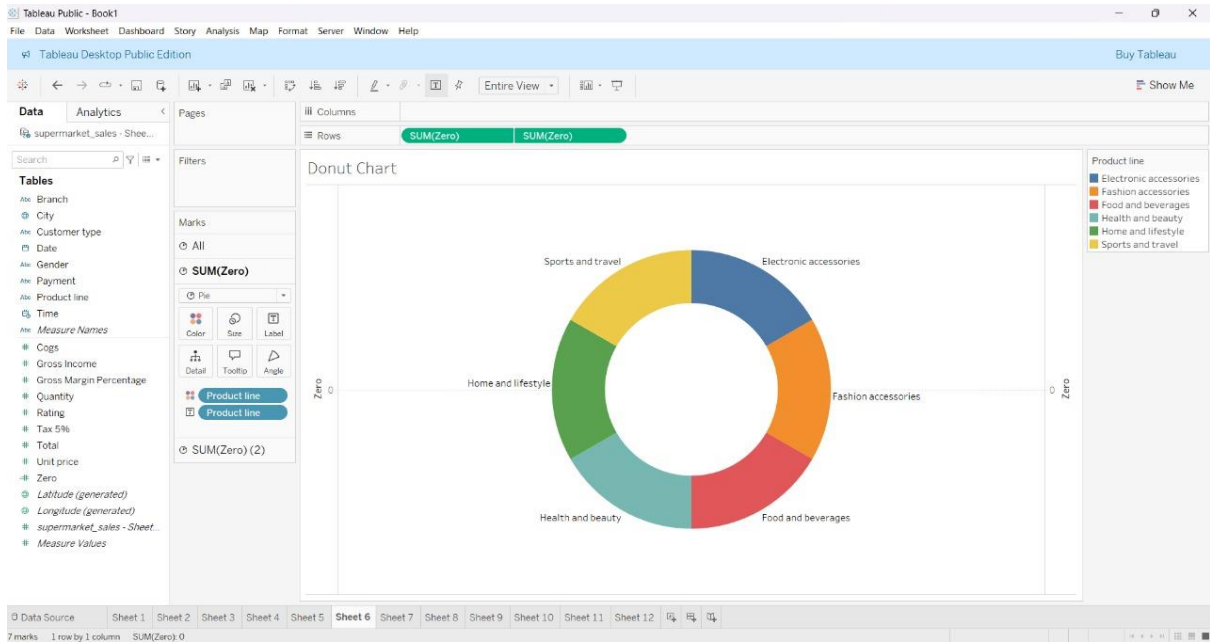 Tableau Public - Book1
File Data Worksheet Dashboard Story Analysis Map Format Server Window Help
Tableau Desktop Public Edition
Buy Tableau
Entire View
Show Me
Data Analytics
supermarket_sales - Shee...
Search
Tables
Abc Branch
City
Abc Customer type
Date
Abc Gender
Abc Payment
Abc Product line
Time
Abc Measure Names
# Cogs
# Gross Income
# Gross Margin Percentage
# Quantity
# Rating
# Tax 5%
# Total
# Unit price
=# Zero
Latitude (generated)
Longitude (generated)
# supermarket_sales - Sheet...
# Measure Values
Pages
Filters
Marks
All
SUM(Zero)
Pie
Color Size Label
Detail Tooltip Angle
Product line
T Product line
SUM(Zero) (2)
Columns
Rows SUM(Zero) SUM(Zero)
Donut Chart
Sports and travel
Electronic accessories
Home and lifestyle
Fashion accessories
Health and beauty
Food and beverages
Zero
0
0
Zero
Product line
Electronic accessories
Fashion accessories
Food and beverages
Health and beauty
Home and lifestyle
Sports and travel
Data Source Sheet 1 Sheet 2 Sheet 3 Sheet 4 Sheet 5 Sheet 6 Sheet 7 Sheet 8 Sheet 9 Sheet 10 Sheet 11 Sheet 12
7 marks 1 row by 1 column SUM(Zero): 0